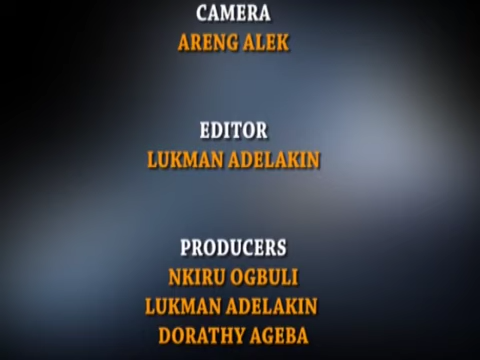 CAMERA
ARENG ALEK
EDITOR
LUKMAN ADELAKIN
PRODUCERS
NKIRU OGBULI
LUKMAN ADELAKIN
DORATHY AGEBA